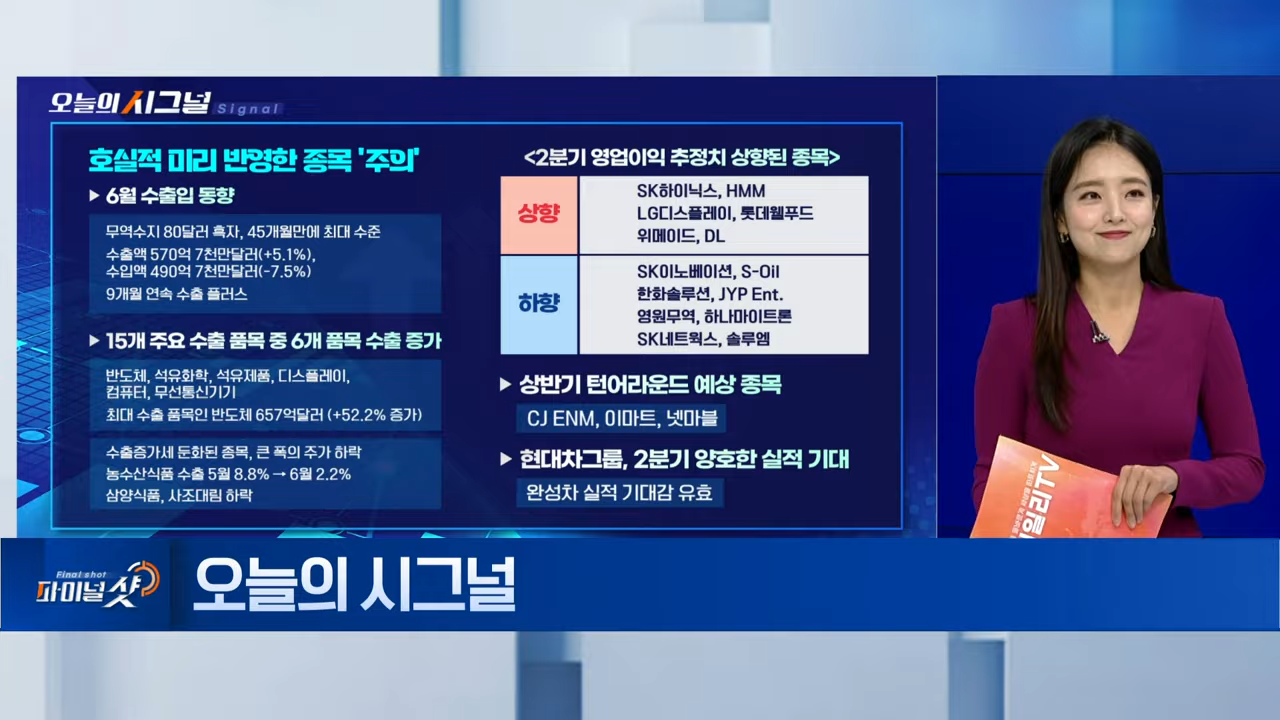 오늘의 시그널 Signal
호실적 미리 반영한 종목 '주의'
▶ 6월 수출입 동향
무역수지 80달러 흑자, 45개월만에 최대 수준
수출액 570억 7천만달러(+5.1%),
수입액 490억 7천만달러(-7.5%)
9개월 연속 수출 플러스
▶ 15개 주요 수출 품목 중 6개 품목 수출 증가
반도체, 석유화학, 석유제품, 디스플레이,
컴퓨터, 무선통신기기
최대 수출 품목인 반도체 657억달러 (+52.2% 증가)
수출증가세 둔화된 종목, 큰 폭의 주가 하락
농수산식품 수출 5월 8.8% → 6월 2.2%
삼양식품, 사조대림 하락
<2분기 영업이익 추정치 상향된 종목>
상향
SK하이닉스, HMM
LG디스플레이, 롯데웰푸드
위메이드, DL
하향
SK이노베이션, S-Oil
한화솔루션, JYP Ent.
영원무역, 하나마이트론
SK네트웍스, 솔루엠
▶ 상반기 턴어라운드 예상 종목
CJ ENM, 이마트, 넷마블
▶ 현대차그룹, 2분기 양호한 실적 기대
완성차 실적 기대감 유효
일리TV
Final shot
파이널샷
오늘의 시그널